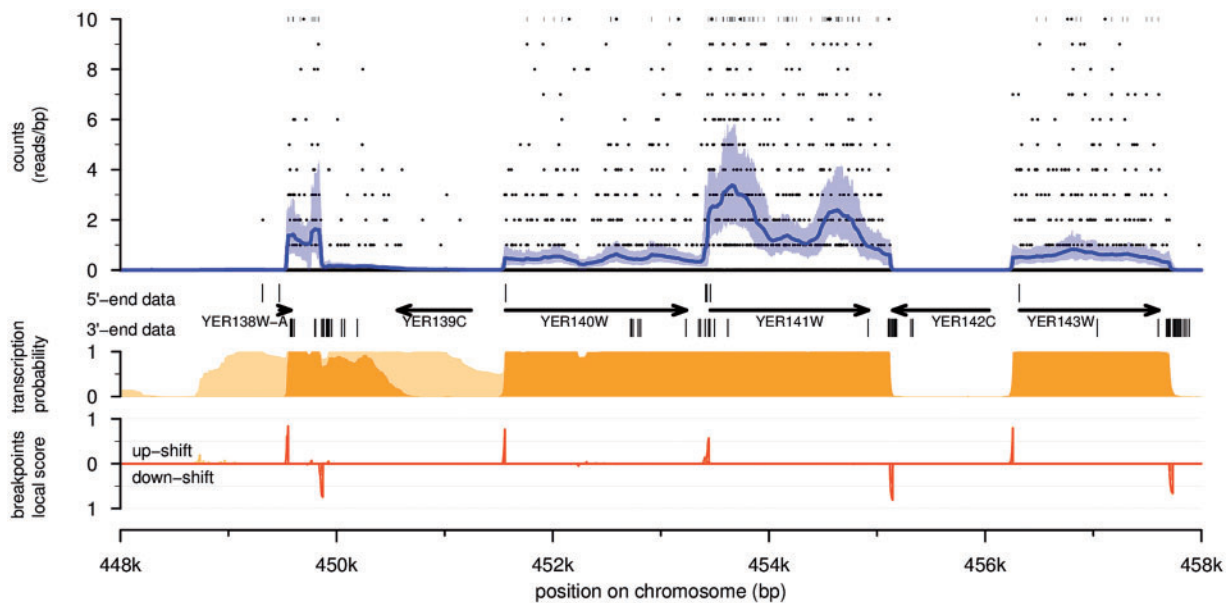 10
8
6
4
2
0
counts
(reads/bp)
5'-end data
YER138W-A
YER139C
YER140W
YER141W
YER142C
YER143W
3'-end data
1
0
transcription
probability
1
0
1
breakpoints
local score
up-shift
down-shift
448k
450k
452k
454k
456k
458k
position on chromosome (bp)